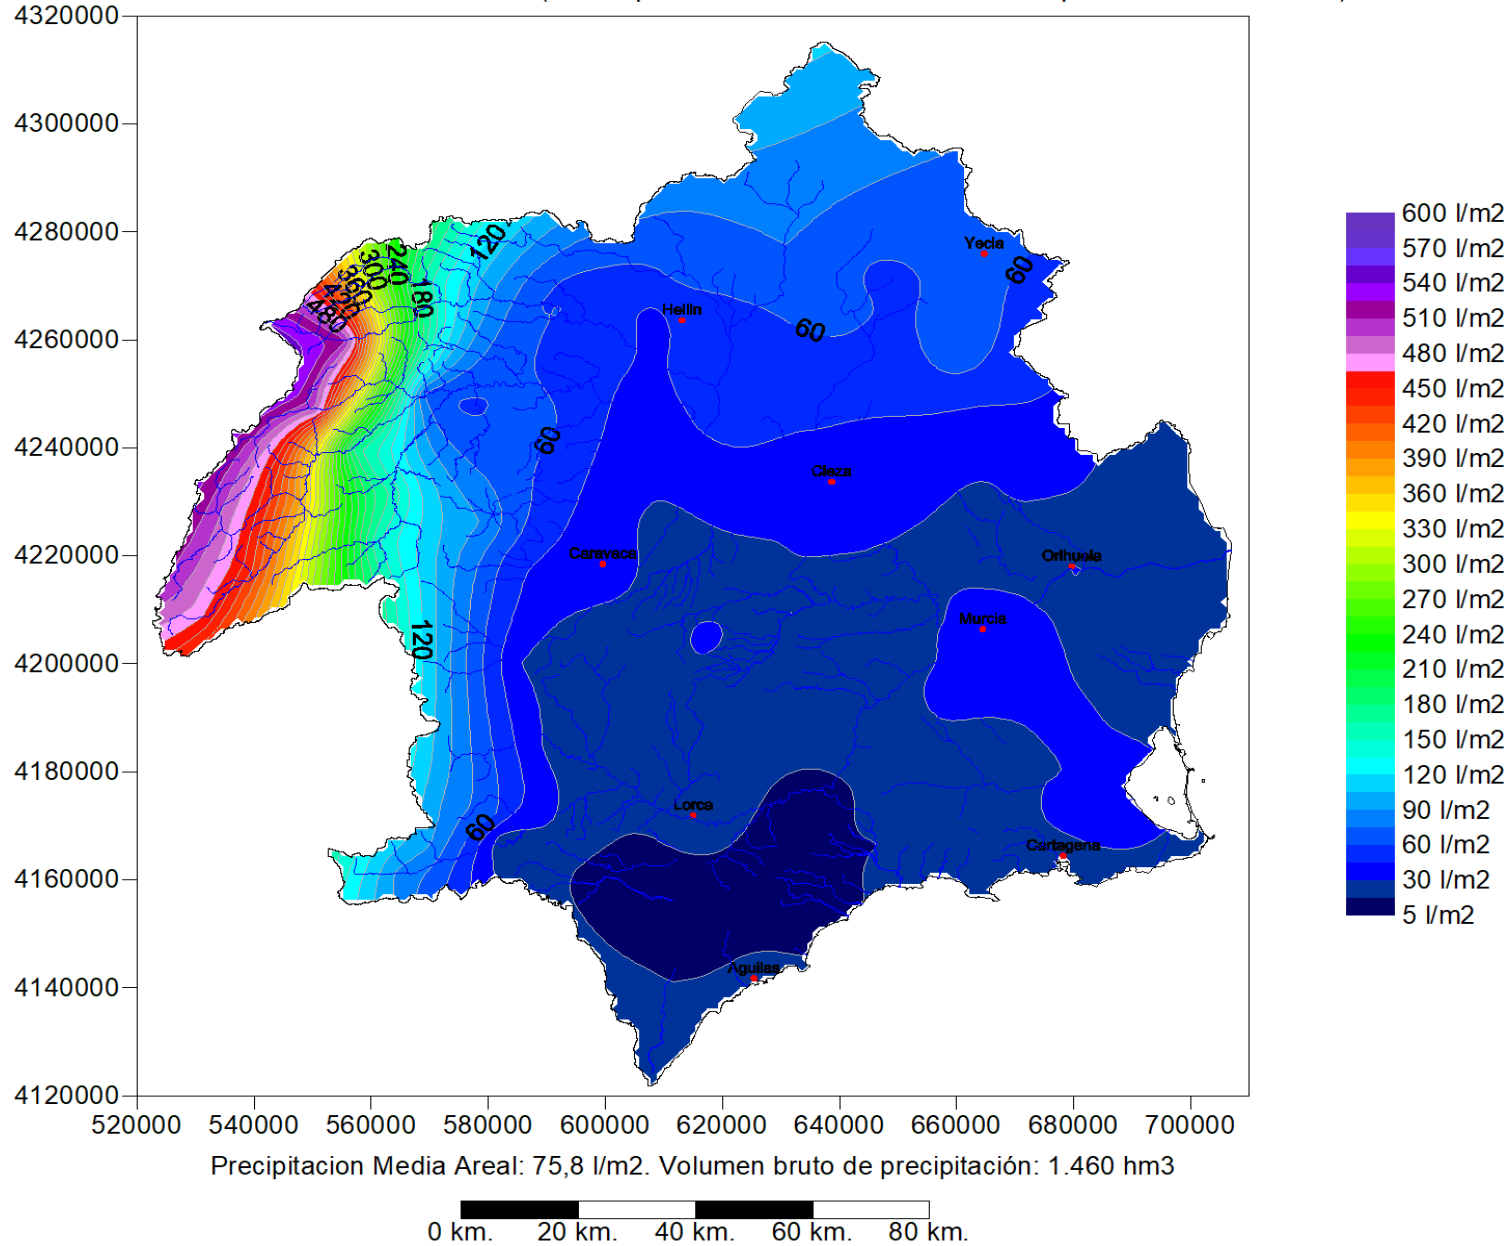 4320000
4300000
4280000
4260000
4240000
4220000
4200000
4180000
4160000
4140000
4120000
520000 540000 560000 580000 600000 620000 640000 660000 680000 700000
120
240
300
360
420
480
180
60
60
60
60
120
60
Yecla
Hellin
Cieza
Caravaca
Orihuela
Murcia
Lorca
Cartagena
Aguilas
600 l/m2
570 l/m2
540 l/m2
510 l/m2
480 l/m2
450 l/m2
420 l/m2
390 l/m2
360 l/m2
330 l/m2
300 l/m2
270 l/m2
240 l/m2
210 l/m2
180 l/m2
150 l/m2
120 l/m2
90 l/m2
60 l/m2
30 l/m2
5 l/m2
Precipitacion Media Areal: 75,8 l/m2. Volumen bruto de precipitación: 1.460 hm3
0 km. 20 km. 40 km. 60 km. 80 km.